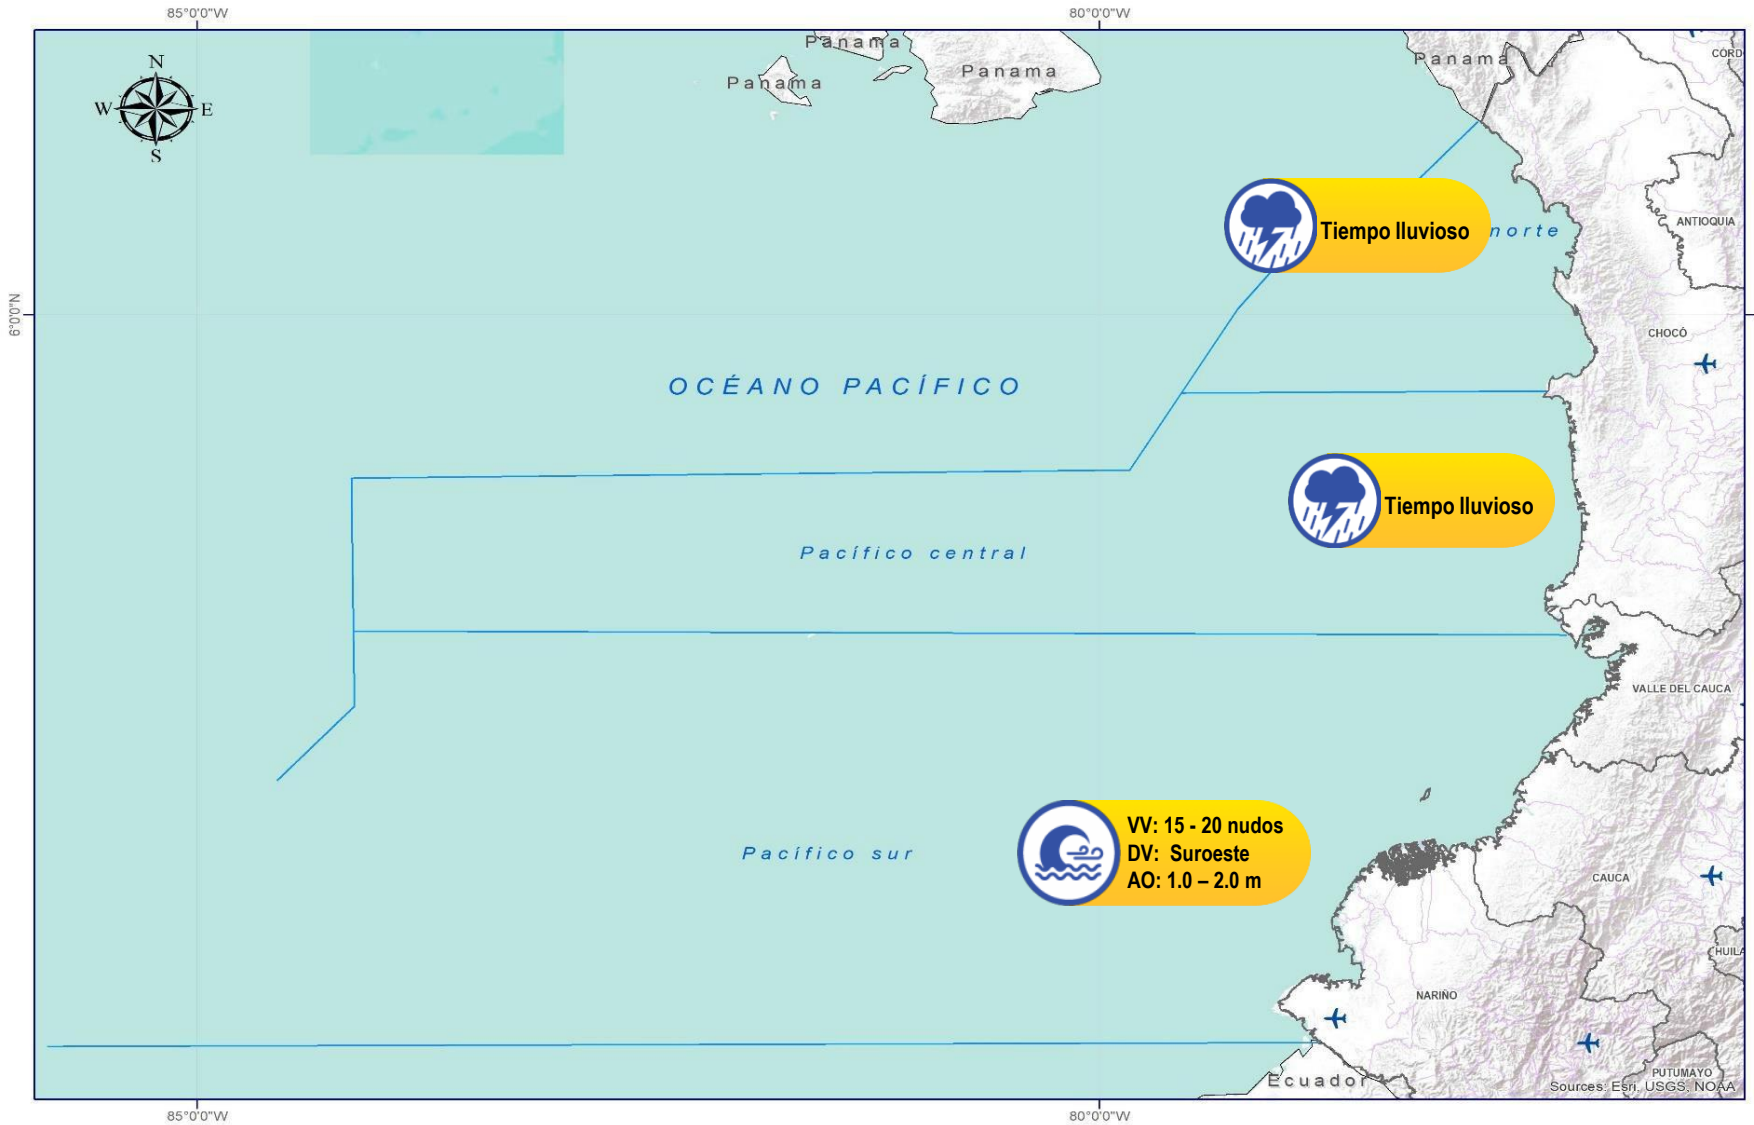 85°0'0"W
80°0'0"W
Panama
Panama
Panama
Panama
CORD
N
W
E
S
ANTIOQUIA
Tiempo lluvioso
norte
6°0'0"N
CHOCÓ
OCÉANO PACÍFICO
Tiempo lluvioso
Pacífico central
VALLE DEL CAUCA
VV: 15 - 20 nudos
DV: Suroeste
AO: 1.0 – 2.0 m
Pacífico sur
CAUCA
HUILA
NARIÑO
PUTUMAYO
Ecuador
Sources: Esri, USGS, NOAA
85°0'0"W
80°0'0"W